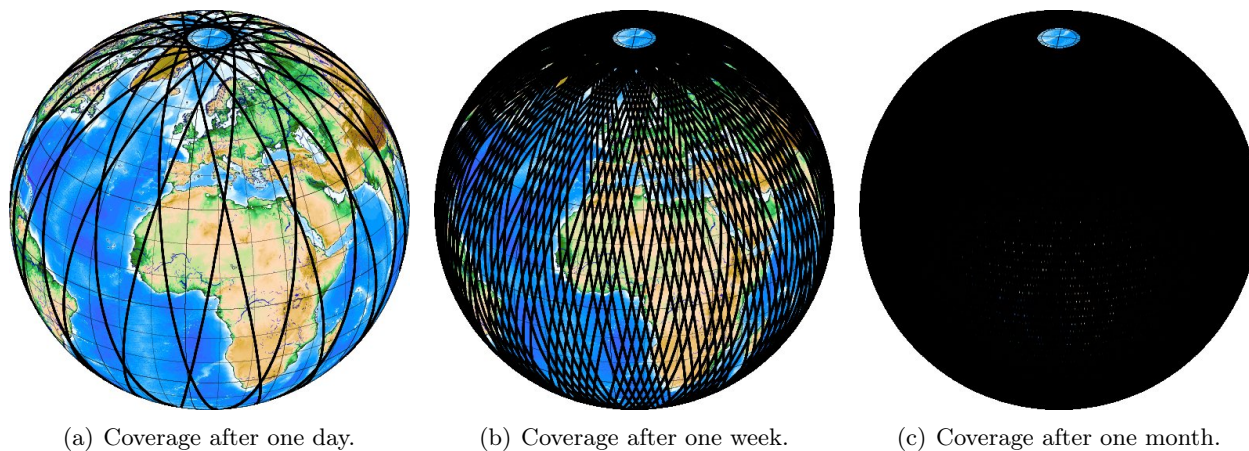 (a) Coverage after one day.
(b) Coverage after one week.
(c) Coverage after one month.